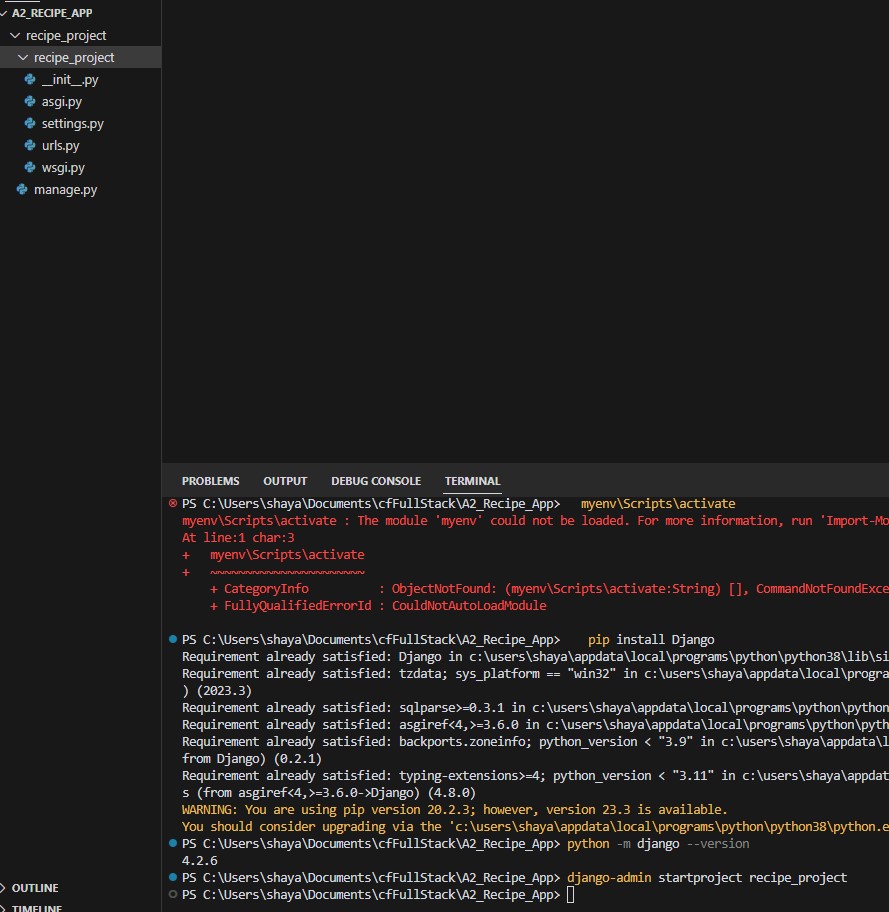 A2_RECIPE_APP
recipe_project
recipe_project
__init__.py
asgi.py
settings.py
urls.py
wsgi.py
manage.py
PROBLEMS OUTPUT DEBUG CONSOLE TERMINAL
PS C:\Users\shaya\Documents\cfFullStack\A2_Recipe_App> myenv\Scripts\activate
myenv\Scripts\activate : The module 'myenv' could not be loaded. For more information, run 'Import-Mo
At line:1 char:3
+ myenv\Scripts\activate
+ ~~~~~~~~~~~~~~~~~~~~~~
+ CategoryInfo : ObjectNotFound: (myenv\Scripts\activate:String) [], CommandNotFoundExce
+ FullyQualifiedErrorId : CouldNotAutoLoadModule
PS C:\Users\shaya\Documents\cfFullStack\A2_Recipe_App> pip install Django
Requirement already satisfied: Django in c:\users\shaya\appdata\local\programs\python\python38\lib\si
Requirement already satisfied: tzdata; sys_platform == "win32" in c:\users\shaya\appdata\local\progra
) (2023.3)
Requirement already satisfied: sqlparse>=0.3.1 in c:\users\shaya\appdata\local\programs\python\python
Requirement already satisfied: asgiref<4,>=3.6.0 in c:\users\shaya\appdata\local\programs\python\pyth
Requirement already satisfied: backports.zoneinfo; python_version < "3.9" in c:\users\shaya\appdata\l
from Django) (0.2.1)
Requirement already satisfied: typing-extensions>=4; python_version < "3.11" in c:\users\shaya\appdat
s (from asgiref<4,>=3.6.0->Django) (4.8.0)
WARNING: You are using pip version 20.2.3; however, version 23.3 is available.
You should consider upgrading via the 'c:\users\shaya\appdata\local\programs\python\python38\python.e
PS C:\Users\shaya\Documents\cfFullStack\A2_Recipe_App> python -m django --version
4.2.6
PS C:\Users\shaya\Documents\cfFullStack\A2_Recipe_App> django-admin startproject recipe_project
PS C:\Users\shaya\Documents\cfFullStack\A2_Recipe_App>
OUTLINE
TIMELINE